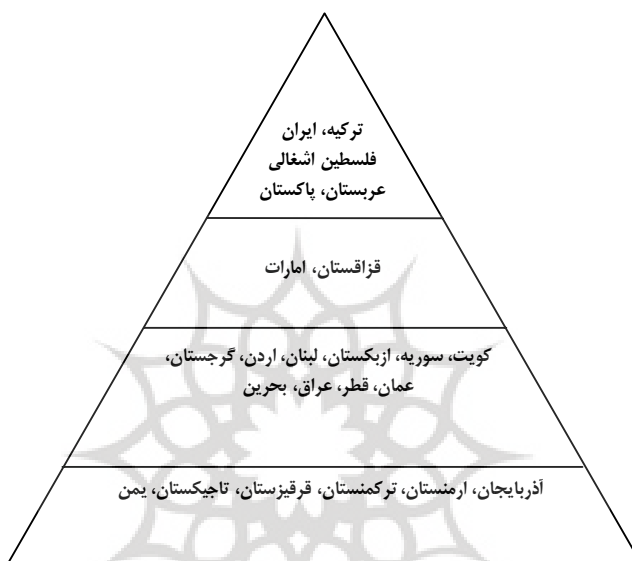 ترکیه، ایران
فلسطین اشغالی
عربستان، پاکستان
قزاقستان، امارات
کویت، سوریه، ازبکستان، لبنان، اردن، گرجستان،
عمان، قطر، عراق، بحرین
آذربایجان، ارمنستان، ترکمنستان، قرقیزستان، تاجیکستان، یمن